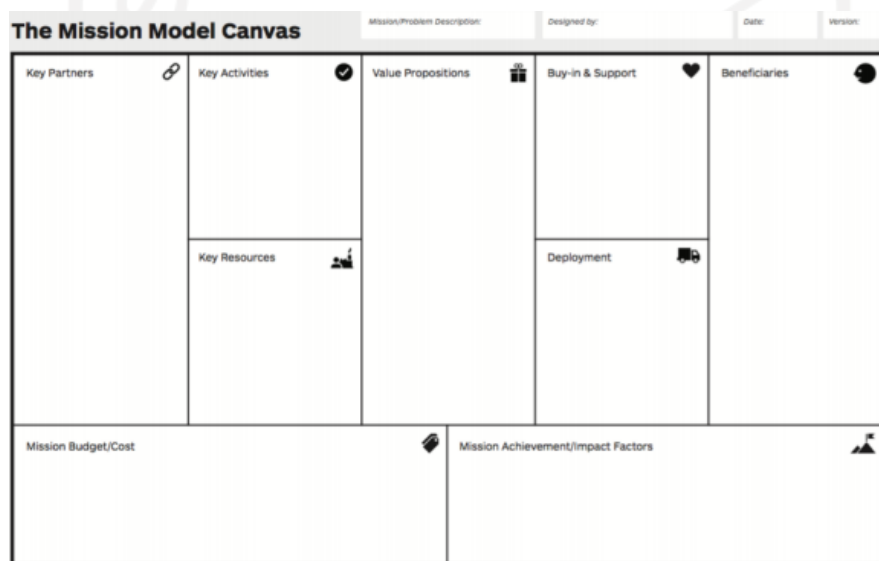 The Mission Model Canvas
Mission/Problem Description:
Designed by:
Date:
Version:
Key Partners
Key Activities
Value Propositions
Buy-in & Support
Beneficiaries
Key Resources
Deployment
Mission Budget/Cost
Mission Achievement/Impact Factors